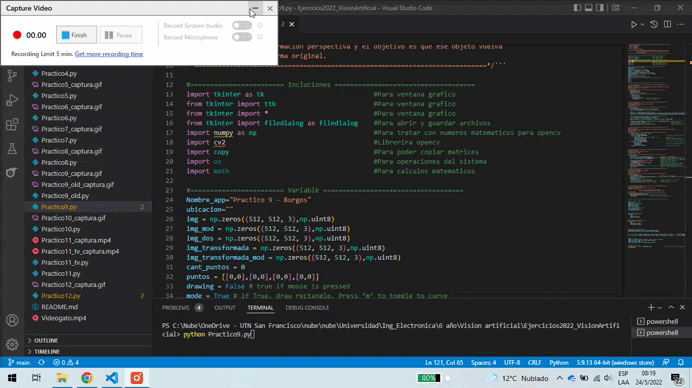 Capture Video
00.00
Finish
Pause
Record System Audio
Record Microphone
Recording Limit 5 min. Get more recording time
o9.py - Ejercicios2022_VisionArtificial - Visual Studio Code
ormacion perspectiva y el objetivo es que ese objeto vuelva
rma original.
Practico4.py
Practico5_captura.gif
Practico5.py
Practico6_captura.gif
Practico6.py
Practico7_captura.gif
Practico7.py
Practico8_captura.gif
Practico8.py
Practico9_captura.gif
Practico9_old_captura.gif
Practico9_old.py
Practico9.py 2
Practico10_captura.gif
Practico10.py
Practico11_captura.mp4
Practico11_tv_captura.mp4
Practico11_tv.py
Practico11.py
Practico12_captura.gif
Practico12.py 2
README.md
Videogato.mp4
OUTLINE
TIMELINE
11
12 #====================== Incluciones ==================================
13 import tkinter as tk #Para ventana grafico
14 from tkinter import ttk #Para ventana grafico
15 from tkinter import * #Para ventana grafico
16 from tkinter import filedialog as filedialog #Para abrir y guardar archivos
17 import numpy as np #Para tratar con numeros matematicos para opencv
18 import cv2 #Librerira opencv
19 import copy #Para poder copiar matrices
20 import os #Para operaciones del sistema
21 import math #Para calculos matematicos
22
23 #====================== Variable ==================================
24 Nombre_app="Practico 9 - Burgos"
25 ubicacion=""
26 img = np.zeros((512, 512, 3),np.uint8)
27 img_mod = np.zeros((512, 512, 3),np.uint8)
28 img_dos = np.zeros((512, 512, 3),np.uint8)
29 img_transformada = np.zeros((512, 512, 3),np.uint8)
30 img_transformada_mod = np.zeros((512, 512, 3),np.uint8)
31 cant_puntos = 0
32 puntos = [[0,0],[0,0],[0,0],[0,0]]
33 drawing = False # true if mouse is pressed
34 mode = True # if True, draw rectangle. Press 'm' to toggle to curve
PROBLEMS 4 OUTPUT TERMINAL DEBUG CONSOLE
PS C:\Nube\OneDrive - UTN San Francisco\nube\nube\Universidad\Ing_Electronica\6 año\Vision artificial\Ejercicios2022_VisionArtifi
cial> python Practico9.py
powershell
powershell
main 0 4 Ln 121, Col 65 Spaces: 4 UTF-8 CRLF Python 3.9.13 64-bit (windows store)
80% 12°C Nublado ESP LAA 08:19 24/5/2022 22